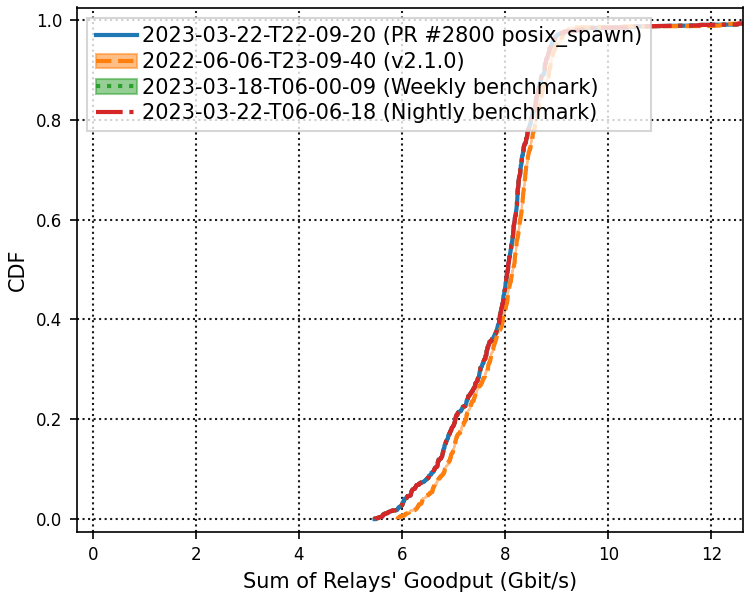 1.0
0.8
0.6
0.4
0.2
0.0
CDF
2023-03-22-T22-09-20 (PR #2800 posix_spawn)
2022-06-06-T23-09-40 (v2.1.0)
2023-03-18-T06-00-09 (Weekly benchmark)
2023-03-22-T06-06-18 (Nightly benchmark)
0 2 4 6 8 10 12
Sum of Relays' Goodput (Gbit/s)